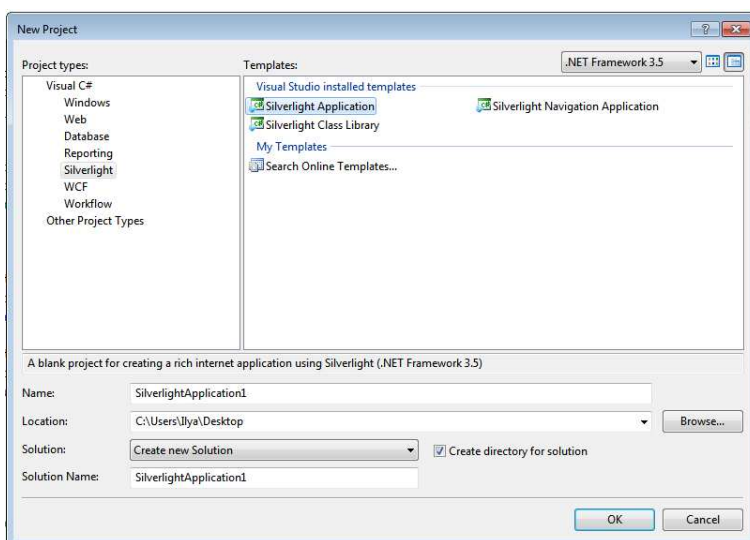 New Project
Project types:
Templates:
.NET Framework 3.5
Visual C#
Windows
Web
Database
Reporting
Silverlight
WCF
Workflow
Other Project Types
Visual Studio installed templates
Silverlight Application
Silverlight Navigation Application
Silverlight Class Library
My Templates
Search Online Templates...
A blank project for creating a rich internet application using Silverlight (.NET Framework 3.5)
Name:
SilverlightApplication1
Location:
C:\Users\Ilya\Desktop
Browse...
Solution:
Create new Solution
Create directory for solution
Solution Name:
SilverlightApplication1
OK
Cancel